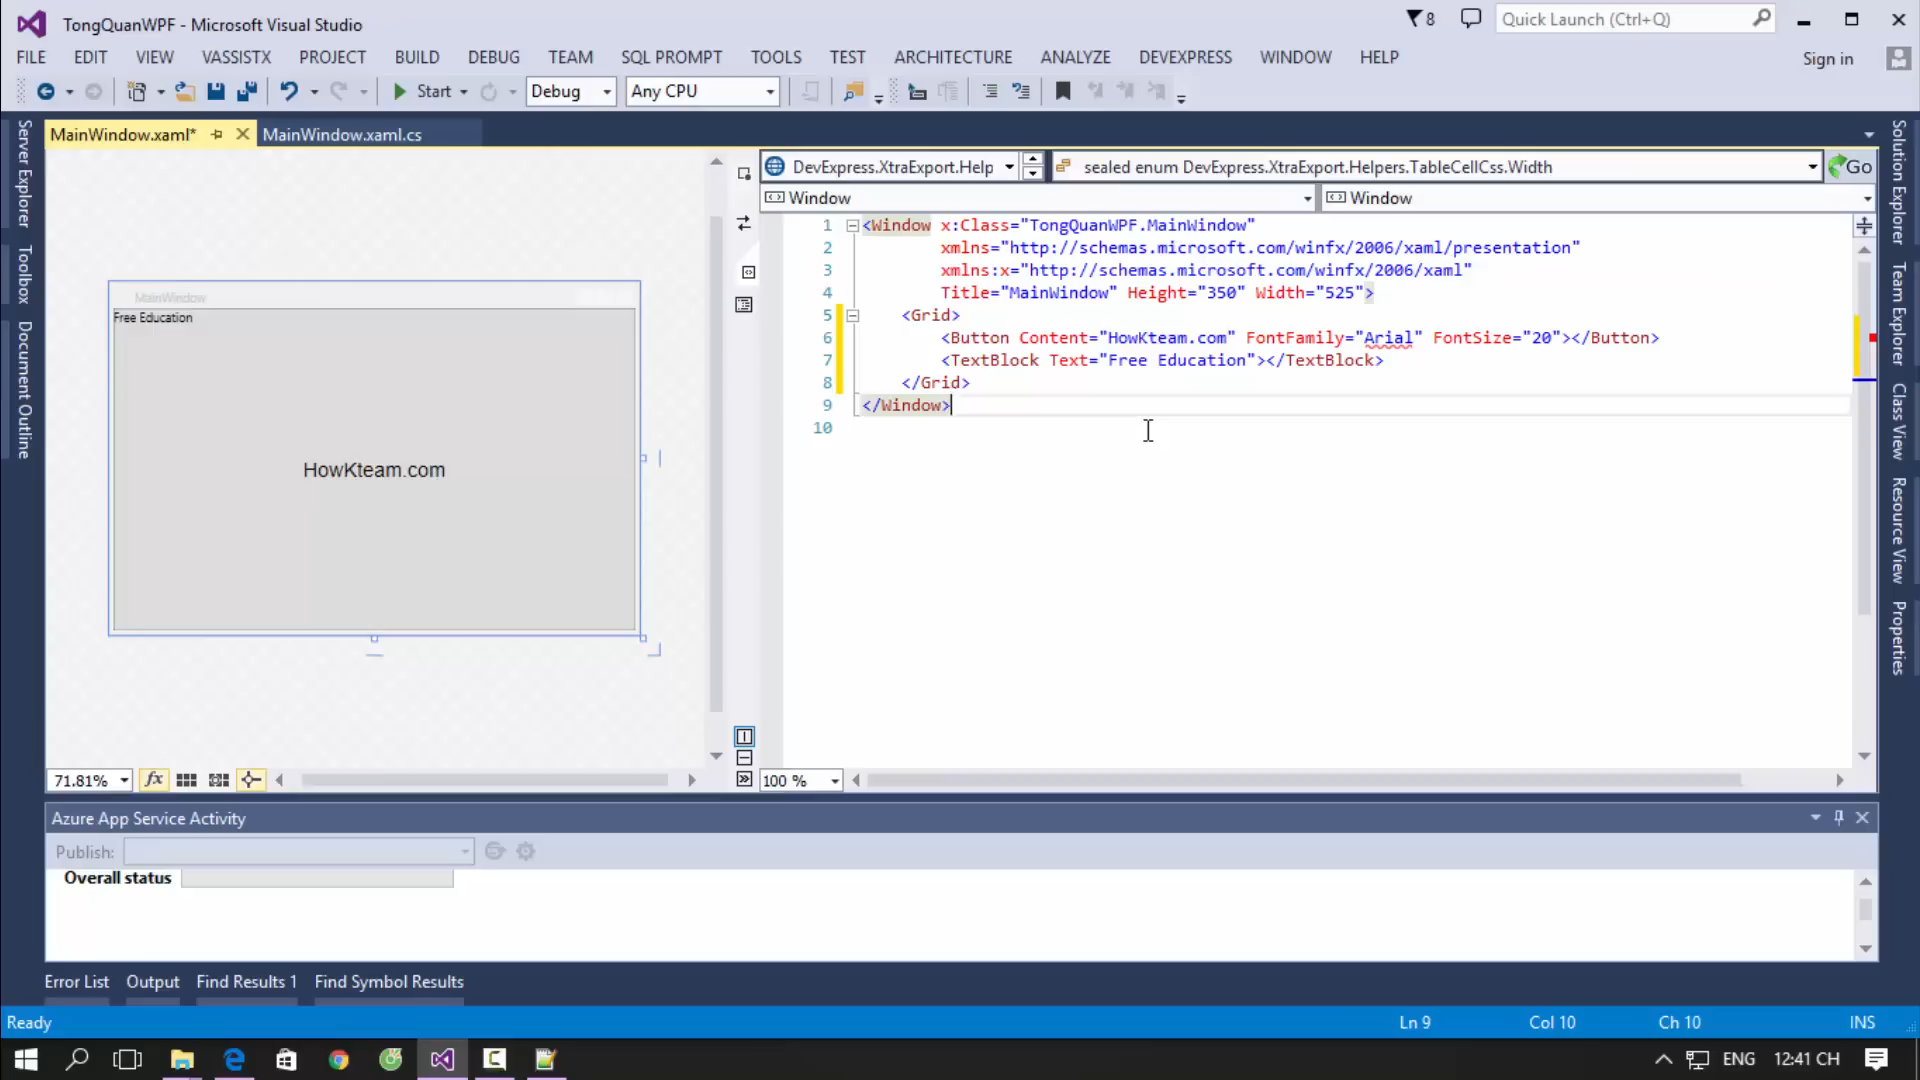 TongQuanWPF - Microsoft Visual Studio
8
Quick Launch (Ctrl+Q)
FILE EDIT VIEW VASSISTX PROJECT BUILD DEBUG TEAM SQL PROMPT TOOLS TEST ARCHITECTURE ANALYZE DEVEXPRESS WINDOW HELP
Sign in
Start Debug Any CPU
MainWindow.xaml* MainWindow.xaml.cs
Server Explorer
Toolbox
Document Outline
DevExpress.XtraExport.Help sealed enum DevExpress.XtraExport.Helpers.TableCellCss.Width Go
Window Window
1 <Window x:Class="TongQuanWPF.MainWindow"
2 xmlns="http://schemas.microsoft.com/winfx/2006/xaml/presentation"
3 xmlns:x="http://schemas.microsoft.com/winfx/2006/xaml"
4 Title="MainWindow" Height="350" Width="525">
5 <Grid>
6 <Button Content="HowKteam.com" FontFamily="Arial" FontSize="20"></Button>
7 <TextBlock Text="Free Education"></TextBlock>
8 </Grid>
9 </Window>
10
MainWindow
Free Education
HowKteam.com
Solution Explorer
Team Explorer
Class View
Resource View
Properties
71.81% fx
100 %
Azure App Service Activity
Publish:
Overall status
Error List Output Find Results 1 Find Symbol Results
Ready Ln 9 Col 10 Ch 10 INS
ENG 12:41 CH